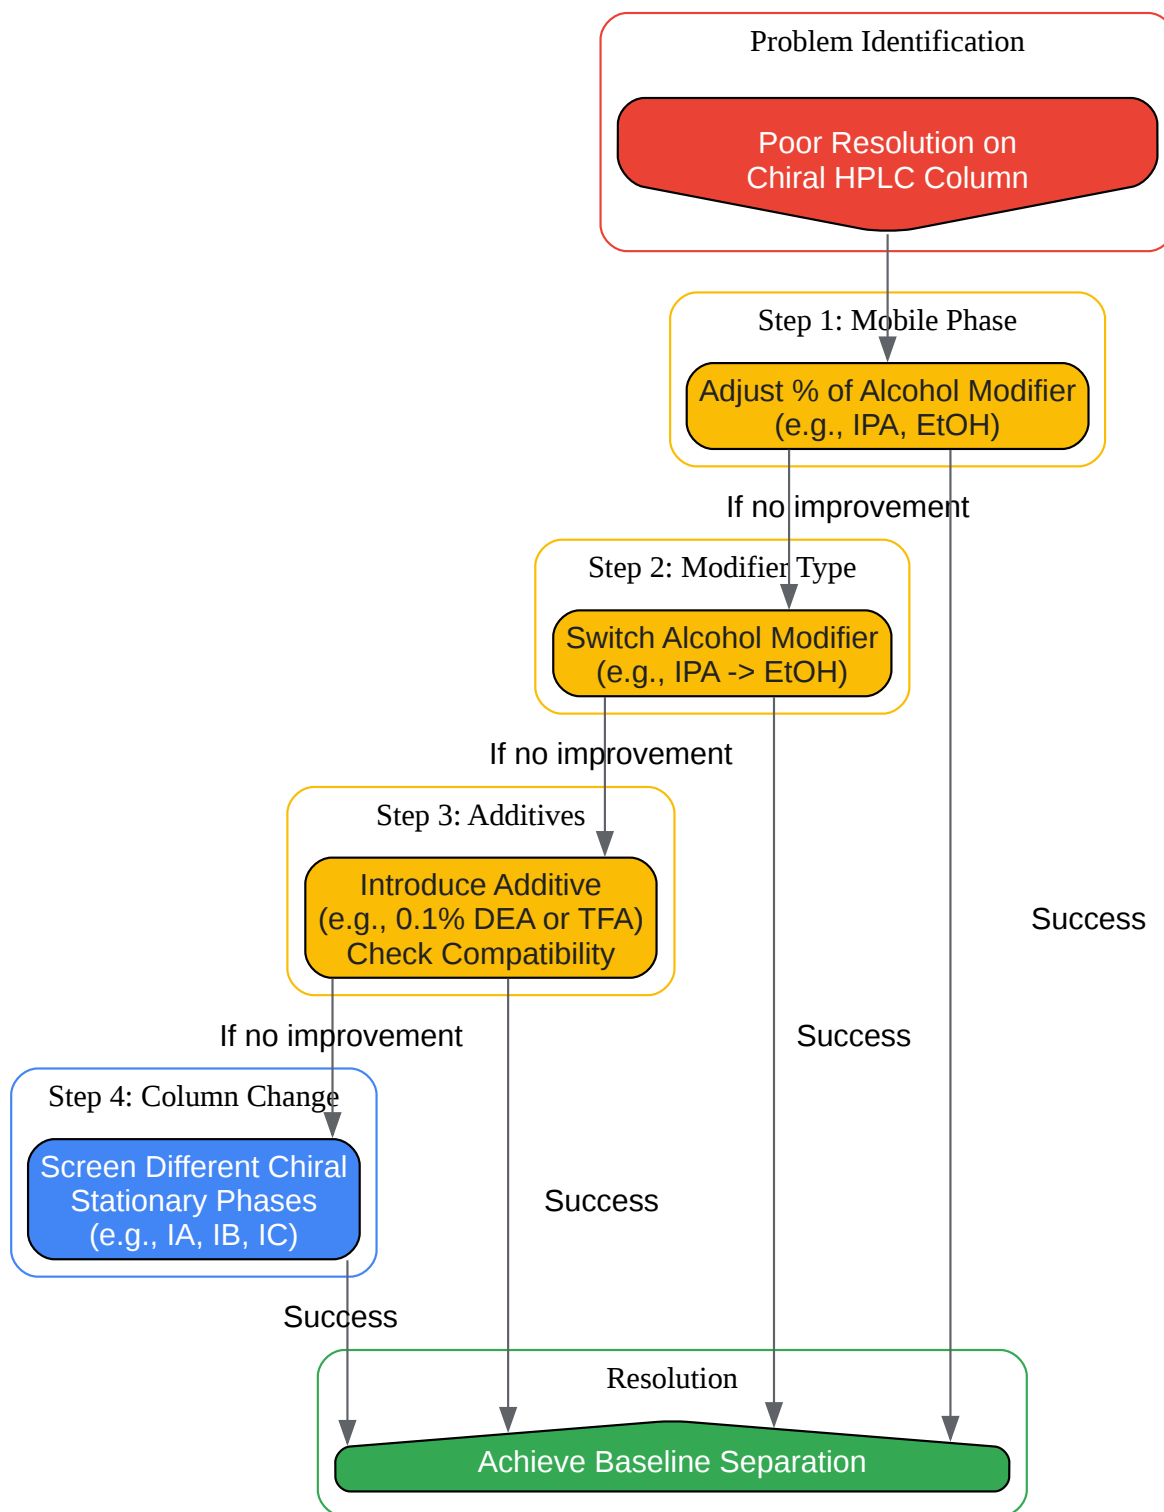 Problem Identification
Poor Resolution on
Chiral HPLC Column
Step 1: Mobile Phase
Adjust % of Alcohol Modifier
(e.g., IPA, EtOH)
If no improvement
Step 2: Modifier Type
Switch Alcohol Modifier
(e.g., IPA -> EtOH)
If no improvement
Step 3: Additives
Introduce Additive
(e.g., 0.1% DEA or TFA)
Check Compatibility
Success
If no improvement
Success
Step 4: Column Change
Screen Different Chiral
Stationary Phases
(e.g., IA, IB, IC)
Success
Success
Resolution
Achieve Baseline Separation